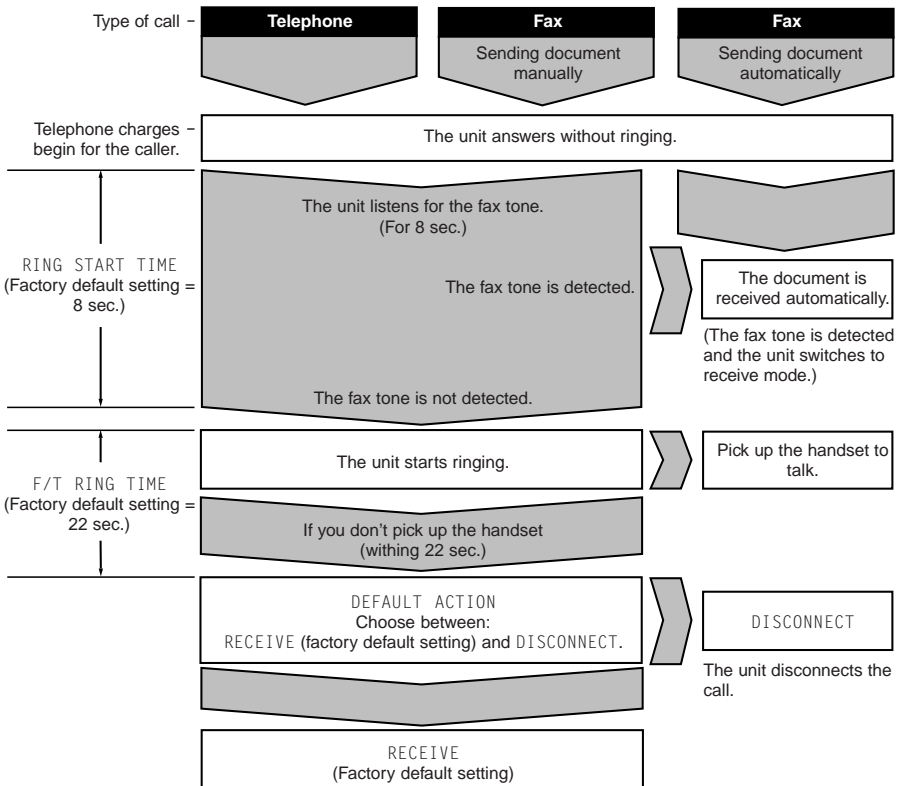 Type of call –
Telephone
Fax
Fax
Sending document
manually
Sending document
automatically
Telephone charges –
begin for the caller.
The unit answers without ringing.
The unit listens for the fax tone.
(For 8 sec.)
RING START TIME
(Factory default setting =
8 sec.)
The fax tone is detected.
The document is
received automatically.
(The fax tone is detected
and the unit switches to
receive mode.)
The fax tone is not detected.
The unit starts ringing.
Pick up the handset to
talk.
F/T RING TIME
(Factory default setting =
22 sec.)
If you don't pick up the handset
(withing 22 sec.)
DEFAULT ACTION
Choose between:
RECEIVE (factory default setting) and DISCONNECT.
DISCONNECT
The unit disconnects the
call.
RECEIVE
(Factory default setting)